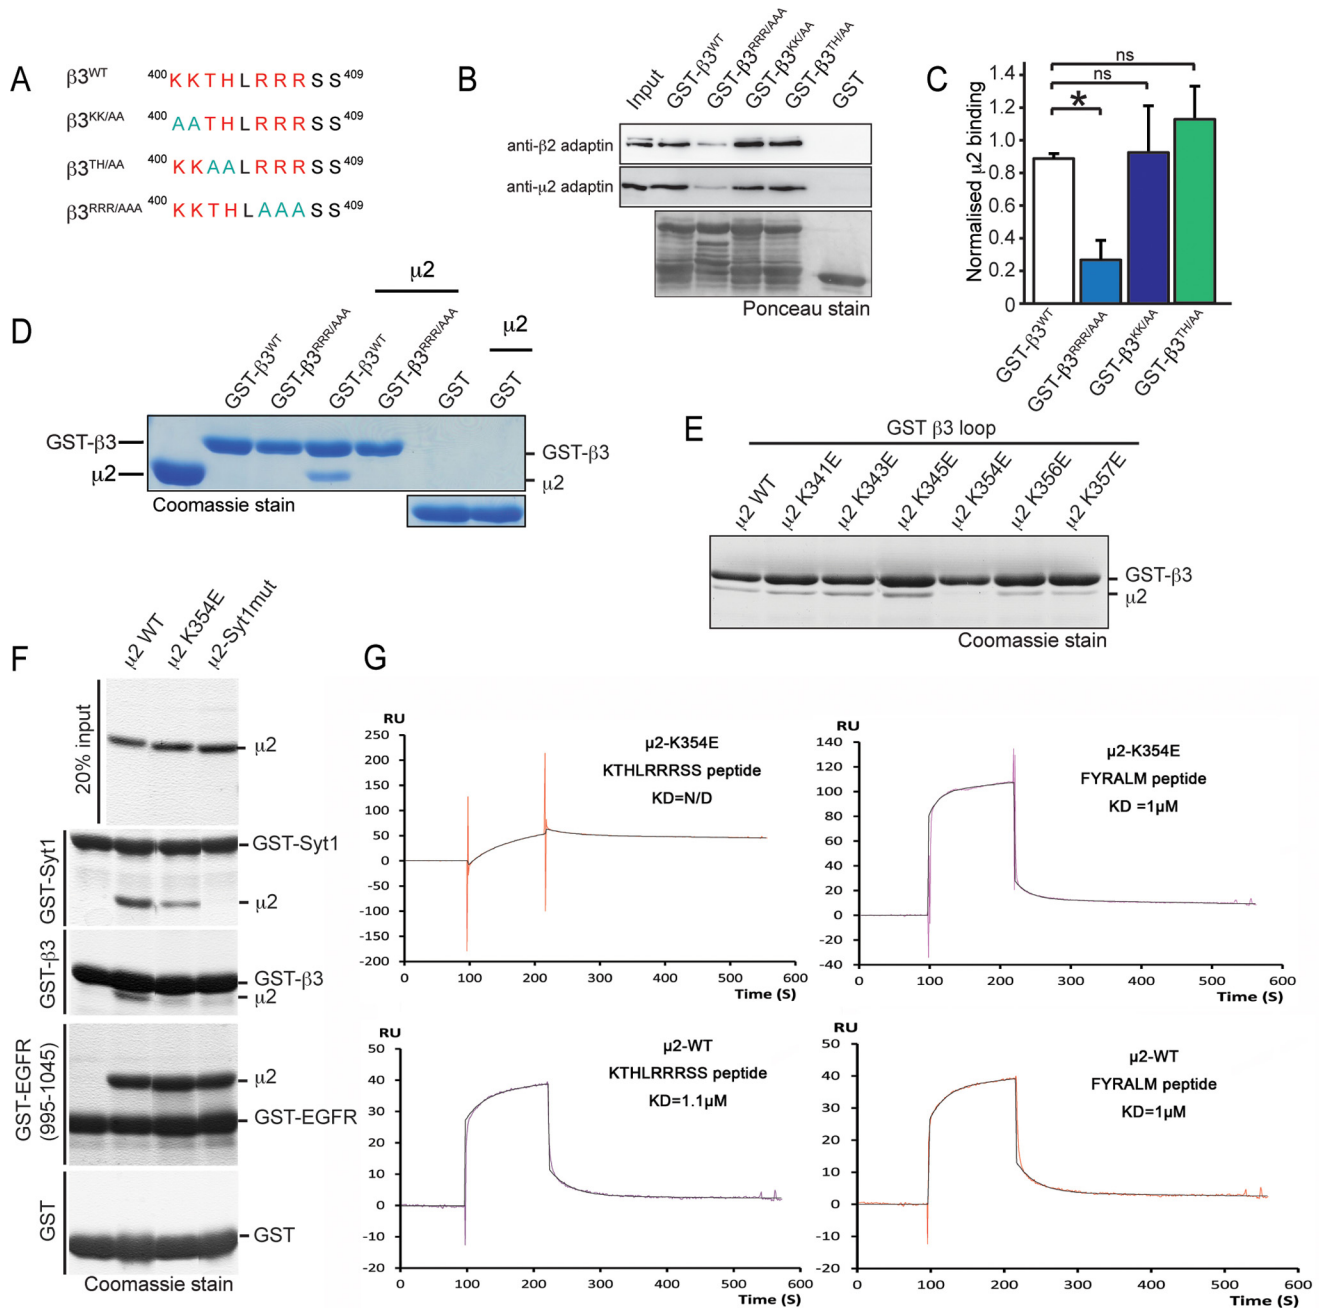 A
β3WT 400 KKTHLRRRSS 409
β3KK/AA 400 AATHLRRRSS 409
β3TH/AA 400 KKAALRRRSS 409
β3RRR/AAA 400 KKTHLAAASS 409
B
Input
GST-β3WT
GST-β3RRR/AAA
GST-β3KK/AA
GST-β3TH/AA
GST
anti-β2 adaptin
anti-μ2 adaptin
Ponceau stain
C
Normalised μ2 binding
1.4
1.2
1.0
0.8
0.6
0.4
0.2
0
ns
ns
*
GST-β3WT
GST-β3RRR/AAA
GST-β3KK/AA
GST-β3TH/AA
D
μ2
μ2
GST-β3WT
GST-β3RRR/AAA
GST-β3WT
GST-β3RRR/AAA
GST
GST
GST-β3
μ2
GST-β3
μ2
Coomassie stain
E
GST β3 loop
μ2 WT
μ2 K341E
μ2 K343E
μ2 K345E
μ2 K354E
μ2 K356E
μ2 K357E
GST-β3
μ2
Coomassie stain
F
μ2 WT
μ2 K354E
μ2-Syt1mut
20% input
μ2
GST-Syt1
GST-Syt1
μ2
GST-β3
GST-β3
μ2
GST-EGFR
(995-1045)
μ2
GST-EGFR
GST
GST
Coomassie stain
G
RU
250
200
150
100
50
0
-50
-100
-150
-200
0 100 200 300 400 500 600
Time (S)
μ2-K354E
KTHLRRRSS peptide
KD=N/D
RU
140
120
100
80
60
40
20
0
-20
-40
0 100 200 300 400 500 600
Time (S)
μ2-K354E
FYRALM peptide
KD =1μM
RU
50
40
30
20
10
0
-10
-20
0 100 200 300 400 500 600
Time (S)
μ2-WT
KTHLRRRSS peptide
KD=1.1μM
RU
50
40
30
20
10
0
-10
-20
0 100 200 300 400 500 600
Time (S)
μ2-WT
FYRALM peptide
KD=1μM